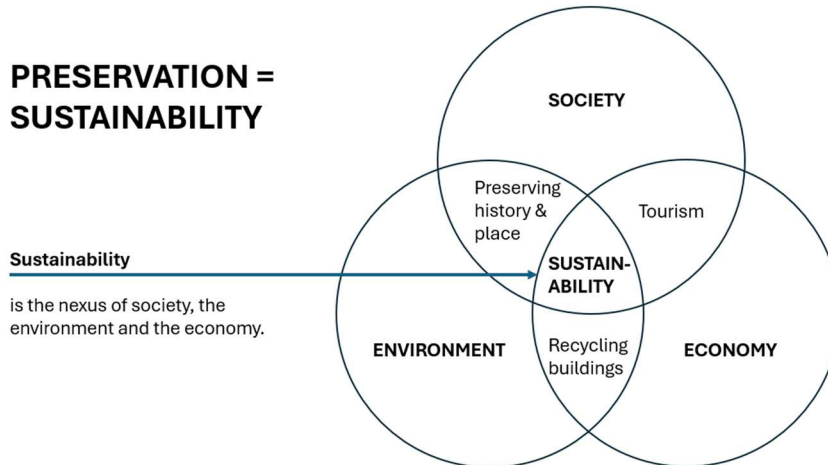 PRESERVATION =
SUSTAINABILITY
Sustainability
is the nexus of society, the
environment and the economy.
SOCIETY
Preserving
history &
place
Tourism
SUSTAIN-
ABILITY
ENVIRONMENT
Recycling
buildings
ECONOMY